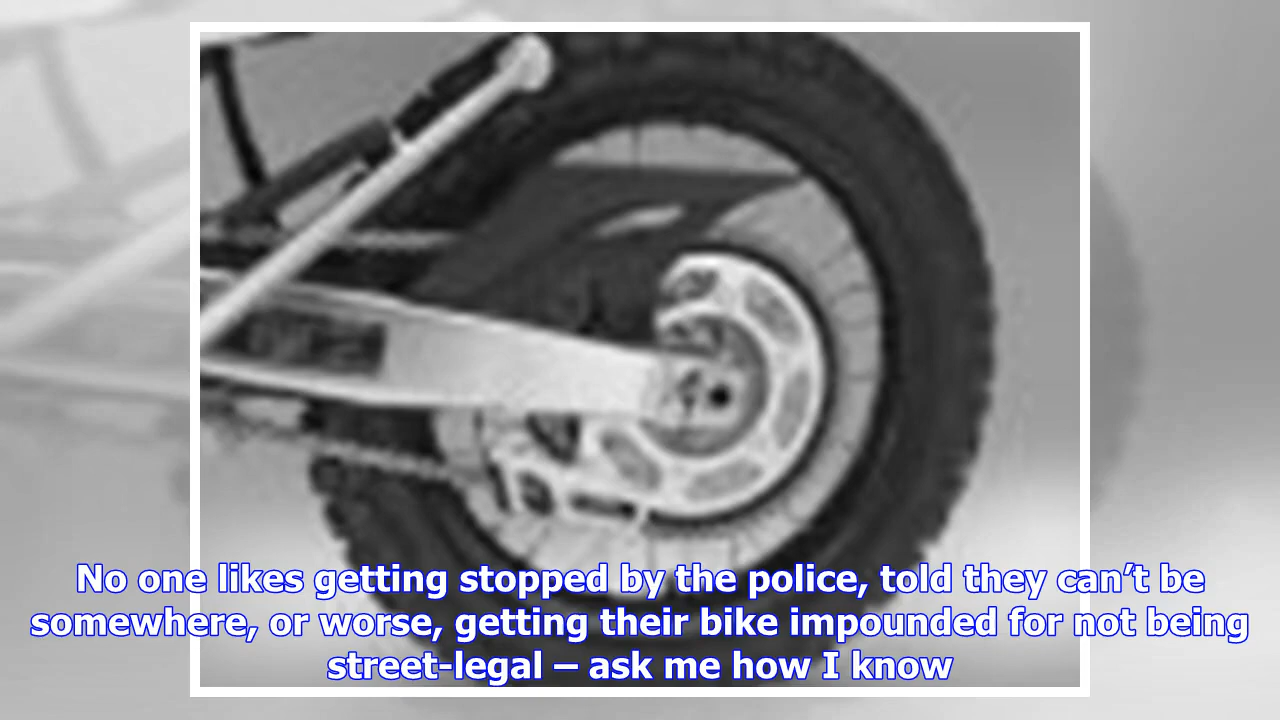 No one likes getting stopped by the police, told they can’t be
somewhere, or worse, getting their bike impounded for not being
street-legal – ask me how I know